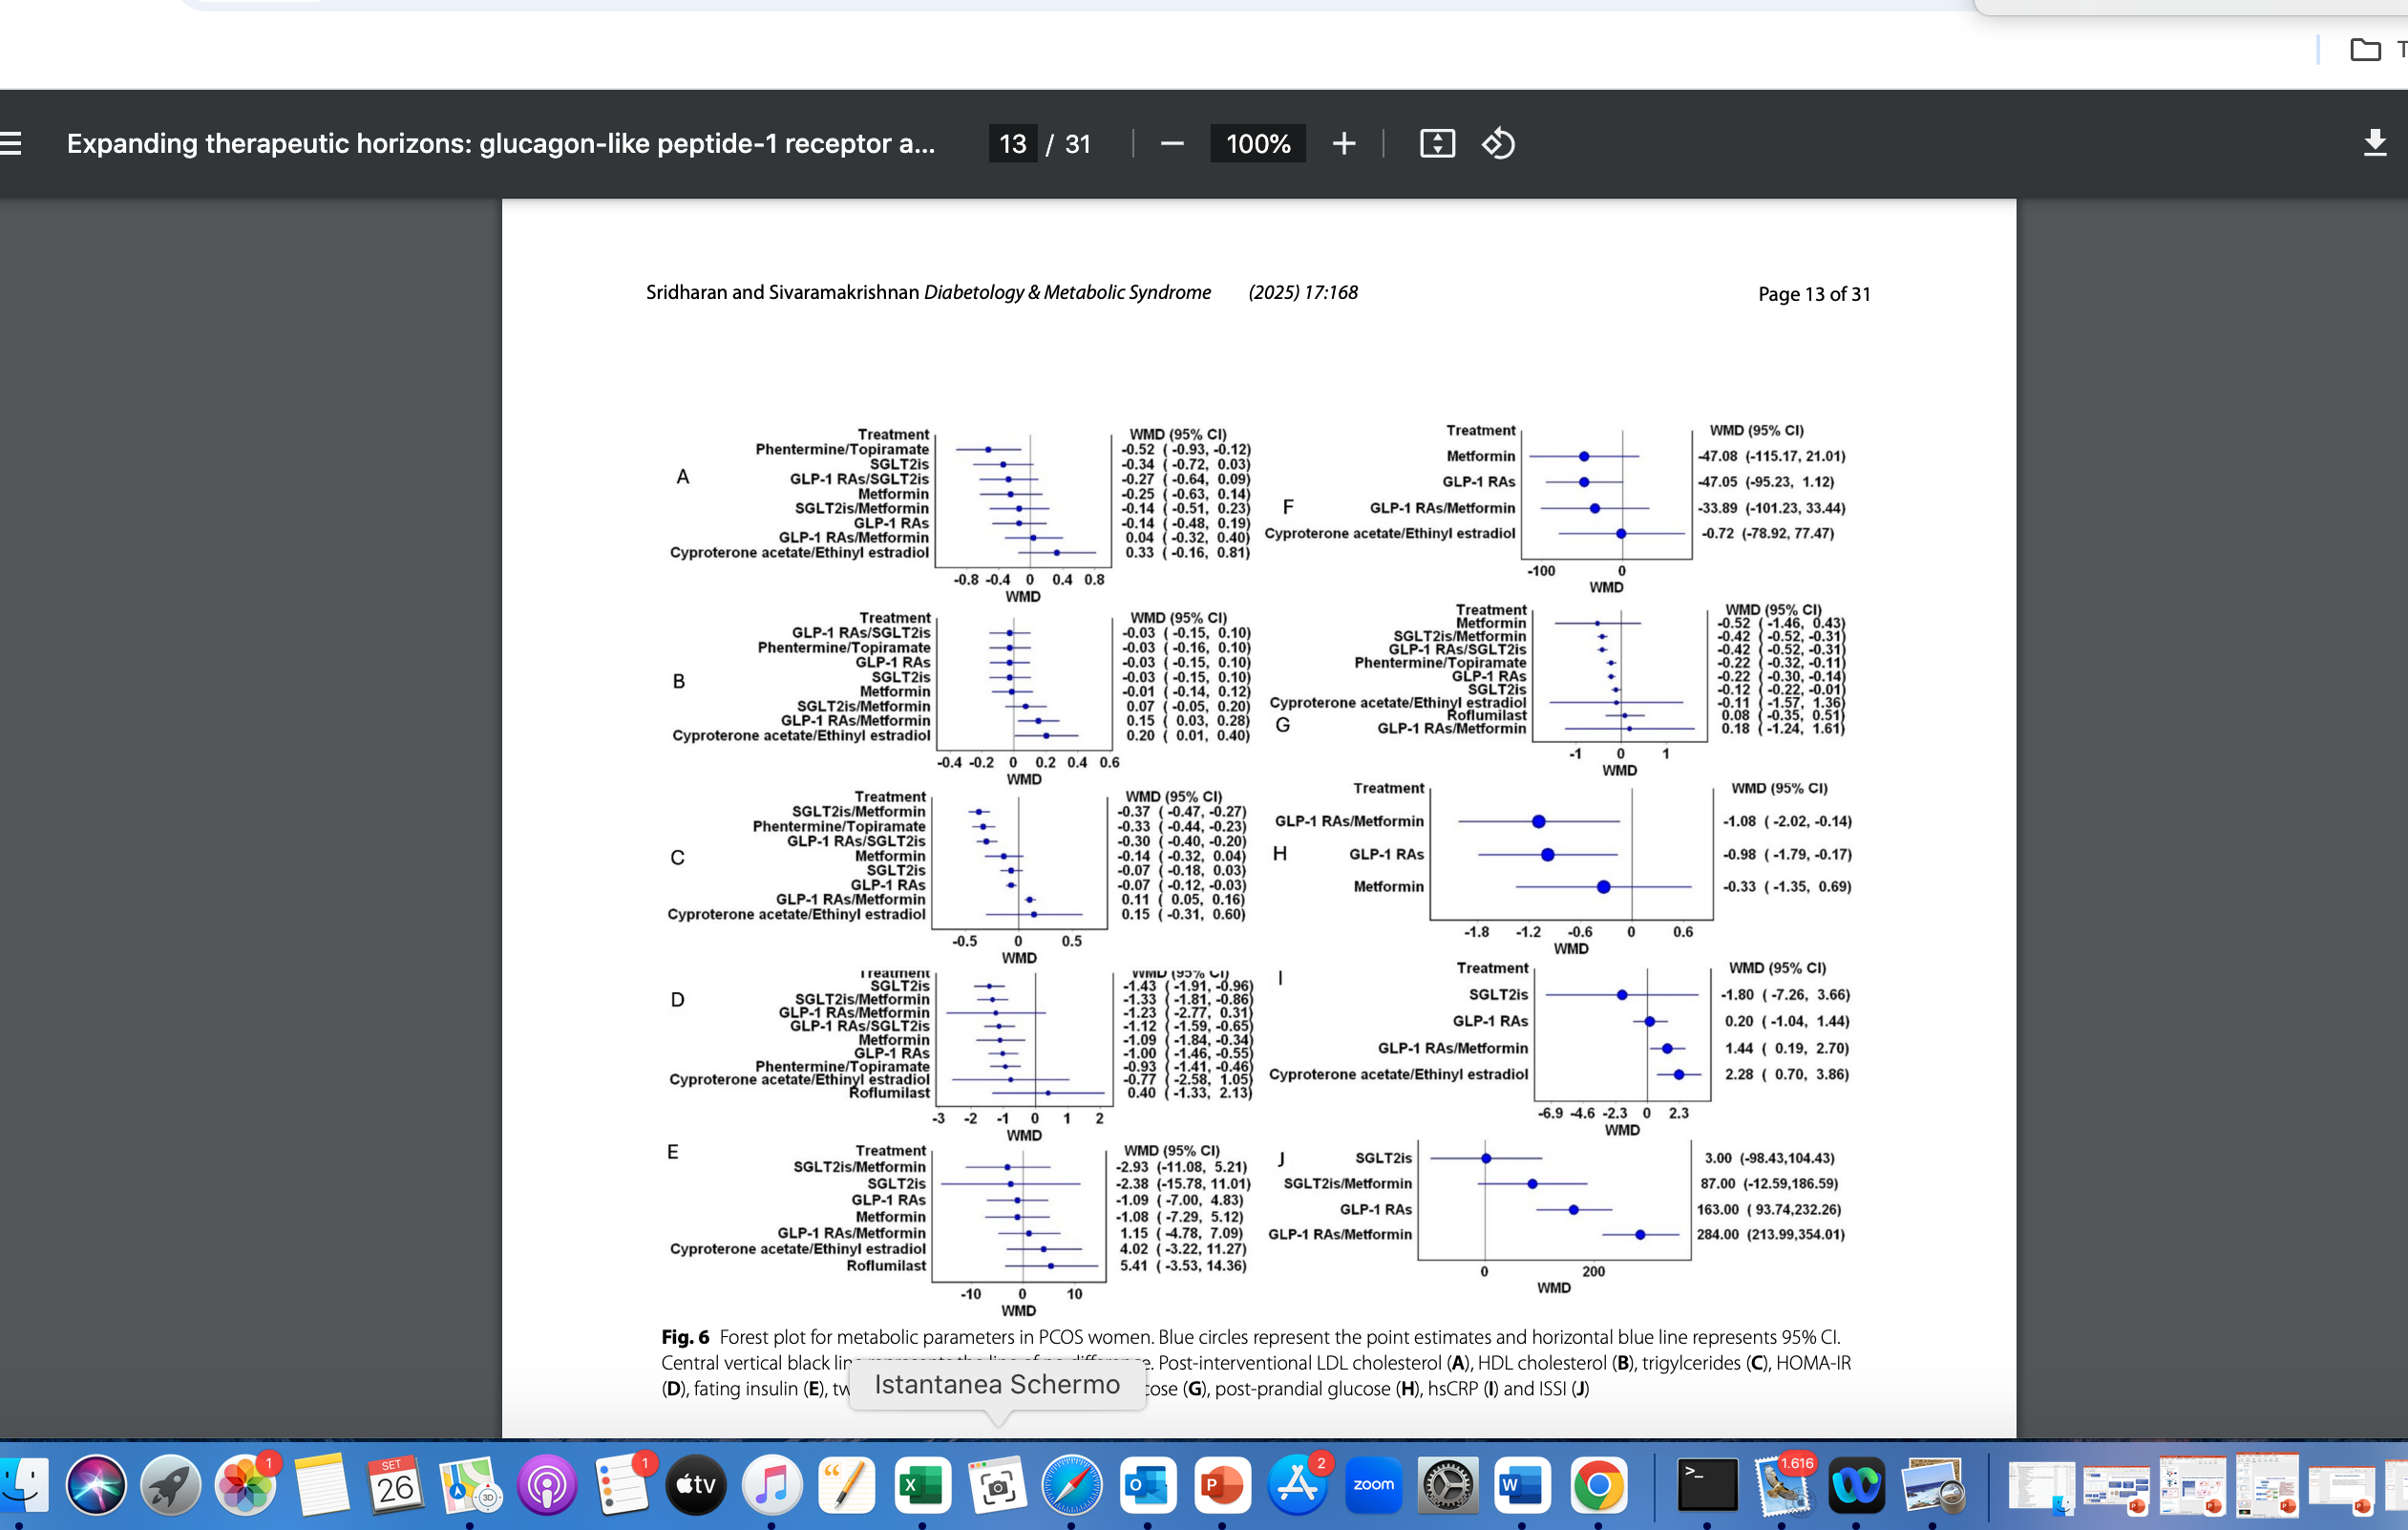 T
Expanding therapeutic horizons: glucagon-like peptide-1 receptor a...
13 / 31
100%
Sridharan and Sivaramakrishnan Diabetology & Metabolic Syndrome (2025) 17:168
Page 13 of 31
A
Treatment WMD (95% CI)
Phentermine/Topiramate -0.52 ( -0.93, -0.12)
SGLT2is -0.34 ( -0.72, 0.03)
GLP-1 RAs/SGLT2is -0.27 ( -0.64, 0.09)
Metformin -0.25 ( -0.63, 0.14)
SGLT2is/Metformin -0.14 ( -0.51, 0.23)
GLP-1 RAs -0.14 ( -0.48, 0.19)
GLP-1 RAs/Metformin 0.04 ( -0.32, 0.40)
Cyproterone acetate/Ethinyl estradiol 0.33 ( -0.16, 0.81)
-0.8 -0.4 0 0.4 0.8
WMD
B
Treatment WMD (95% CI)
GLP-1 RAs/SGLT2is -0.03 ( -0.15, 0.10)
Phentermine/Topiramate -0.03 ( -0.16, 0.10)
GLP-1 RAs -0.03 ( -0.15, 0.10)
SGLT2is -0.03 ( -0.15, 0.10)
Metformin -0.01 ( -0.14, 0.12)
SGLT2is/Metformin 0.07 ( -0.05, 0.20)
GLP-1 RAs/Metformin 0.15 ( 0.03, 0.28)
Cyproterone acetate/Ethinyl estradiol 0.20 ( 0.01, 0.40)
-0.4 -0.2 0 0.2 0.4 0.6
WMD
C
Treatment WMD (95% CI)
SGLT2is/Metformin -0.37 ( -0.47, -0.27)
Phentermine/Topiramate -0.33 ( -0.44, -0.23)
GLP-1 RAs/SGLT2is -0.30 ( -0.40, -0.20)
Metformin -0.14 ( -0.32, 0.04)
SGLT2is -0.07 ( -0.18, 0.03)
GLP-1 RAs -0.07 ( -0.12, -0.03)
GLP-1 RAs/Metformin 0.11 ( 0.05, 0.16)
Cyproterone acetate/Ethinyl estradiol 0.15 ( -0.31, 0.60)
-0.5 0 0.5
WMD
D
Treatment WMD (95% CI)
SGLT2is -1.43 ( -1.91, -0.96)
SGLT2is/Metformin -1.33 ( -1.81, -0.86)
GLP-1 RAs/Metformin -1.23 ( -2.77, 0.31)
GLP-1 RAs/SGLT2is -1.12 ( -1.59, -0.65)
Metformin -1.09 ( -1.84, -0.34)
GLP-1 RAs -1.00 ( -1.46, -0.55)
Phentermine/Topiramate -0.93 ( -1.41, -0.46)
Cyproterone acetate/Ethinyl estradiol -0.77 ( -2.58, 1.05)
Roflumilast 0.40 ( -1.33, 2.13)
-3 -2 -1 0 1 2
WMD
E
Treatment WMD (95% CI)
SGLT2is/Metformin -2.93 (-11.08, 5.21)
SGLT2is -2.38 (-15.78, 11.01)
GLP-1 RAs -1.09 ( -7.00, 4.83)
Metformin -1.08 ( -7.29, 5.12)
GLP-1 RAs/Metformin 1.15 ( -4.78, 7.09)
Cyproterone acetate/Ethinyl estradiol 4.02 ( -3.22, 11.27)
Roflumilast 5.41 ( -3.53, 14.36)
-10 0 10
WMD
F
Treatment WMD (95% CI)
Metformin -47.08 (-115.17, 21.01)
GLP-1 RAs -47.05 (-95.23, 1.12)
GLP-1 RAs/Metformin -33.89 (-101.23, 33.44)
Cyproterone acetate/Ethinyl estradiol -0.72 (-78.92, 77.47)
-100 0
WMD
G
Treatment WMD (95% CI)
Metformin -0.52 ( -1.46, 0.43)
SGLT2is/Metformin -0.42 ( -0.52, -0.31)
GLP-1 RAs/SGLT2is -0.42 ( -0.52, -0.31)
Phentermine/Topiramate -0.22 ( -0.32, -0.11)
GLP-1 RAs -0.22 ( -0.30, -0.14)
SGLT2is -0.12 ( -0.22, -0.01)
Cyproterone acetate/Ethinyl estradiol -0.11 ( -1.57, 1.36)
Roflumilast 0.08 ( -0.35, 0.51)
GLP-1 RAs/Metformin 0.18 ( -1.24, 1.61)
-1 0 1
WMD
H
Treatment WMD (95% CI)
GLP-1 RAs/Metformin -1.08 ( -2.02, -0.14)
GLP-1 RAs -0.98 ( -1.79, -0.17)
Metformin -0.33 ( -1.35, 0.69)
-1.8 -1.2 -0.6 0 0.6
WMD
I
Treatment WMD (95% CI)
SGLT2is -1.80 ( -7.26, 3.66)
GLP-1 RAs 0.20 ( -1.04, 1.44)
GLP-1 RAs/Metformin 1.44 ( 0.19, 2.70)
Cyproterone acetate/Ethinyl estradiol 2.28 ( 0.70, 3.86)
-6.9 -4.6 -2.3 0 2.3
WMD
J
SGLT2is 3.00 (-98.43,104.43)
SGLT2is/Metformin 87.00 (-12.59,186.59)
GLP-1 RAs 163.00 ( 93.74,232.26)
GLP-1 RAs/Metformin 284.00 (213.99,354.01)
0 200
WMD
Fig. 6 Forest plot for metabolic parameters in PCOS women. Blue circles represent the point estimates and horizontal blue line represents 95% CI.
Central vertical black line represents the line of no difference. Post-interventional LDL cholesterol (A), HDL cholesterol (B), trigylcerides (C), HOMA-IR
(D), fating insulin (E), tw cose (G), post-prandial glucose (H), hsCRP (I) and ISSI (J)
Istantanea Schermo
1
SET
26
3D
1
tv
X
O
P
2
zoom
W
>_
1.616